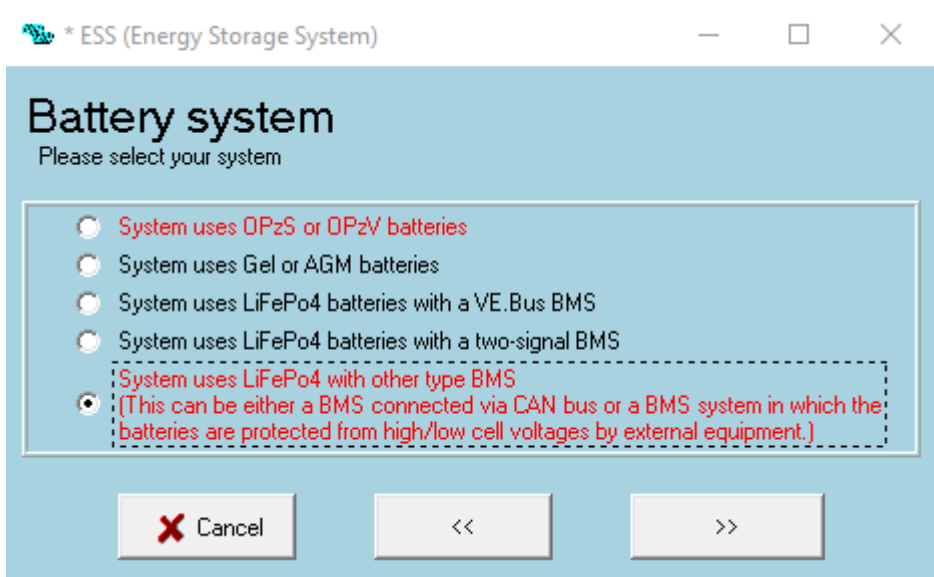 * ESS (Energy Storage System)
Battery system
Please select your system
System uses OPzS or OPzV batteries
System uses Gel or AGM batteries
System uses LiFePo4 batteries with a VE.Bus BMS
System uses LiFePo4 batteries with a two-signal BMS
System uses LiFePo4 with other type BMS
(This can be either a BMS connected via CAN bus or a BMS system in which the
batteries are protected from high/low cell voltages by external equipment.)
Cancel << >>